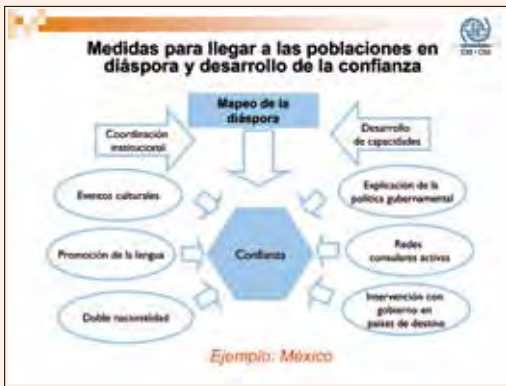 Medidas para llegar a las poblaciones en
diáspora y desarrollo de la confianza
Mapeo de la
diáspora
Coordinación
institucional
Desarrollo
de capacidades
Eventos culturales
Explicación de la
política gubernamental
Promoción de la lengua
Confianza
Redes
consulares activas
Doble nacionalidad
Intervención con
gobierno en
países de destino
Ejemplo: México